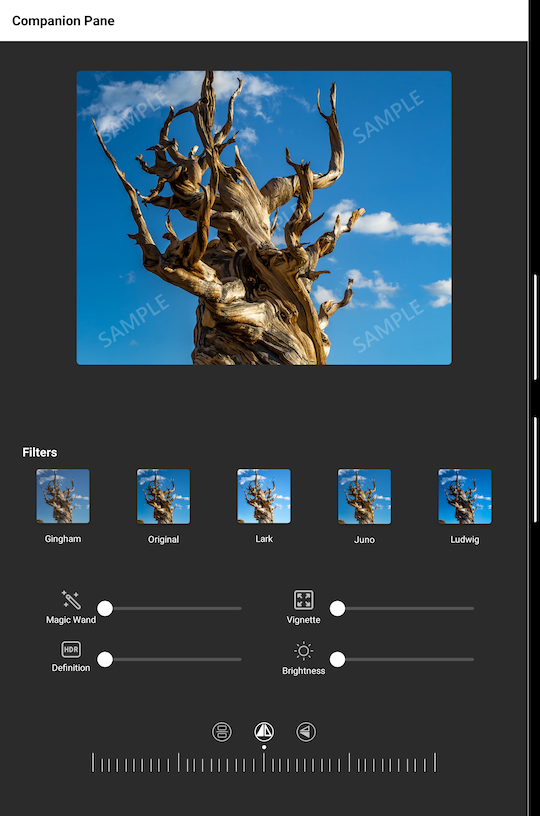 Companion Pane
SAMPLE
SAMPLE
SAMPLE
SAMPLE
Filters
Gingham
Original
Lark
Juno
Ludwig
Magic Wand
Vignette
HDR
Definition
Brightness